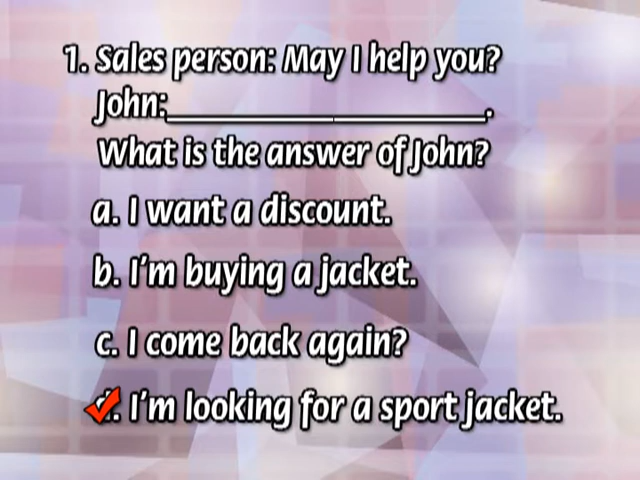 1. Sales person: May I help you?
John:____________________.
What is the answer of John?
a. I want a discount.
b. I'm buying a jacket.
c. I come back again?
d. I'm looking for a sport jacket.